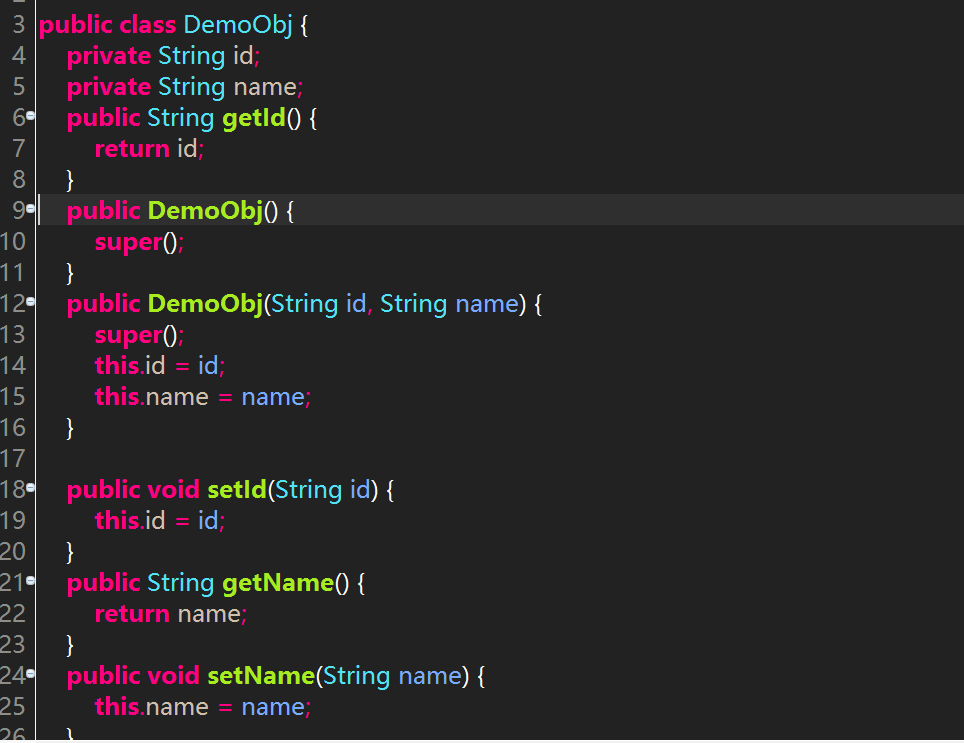 3 public class DemoObj {
4     private String id;
5     private String name;
6     public String getId() {
7         return id;
8     }
9     public DemoObj() {
10         super();
11     }
12     public DemoObj(String id, String name) {
13         super();
14         this.id = id;
15         this.name = name;
16     }
17
18     public void setId(String id) {
19         this.id = id;
20     }
21     public String getName() {
22         return name;
23     }
24     public void setName(String name) {
25         this.name = name;
26     }